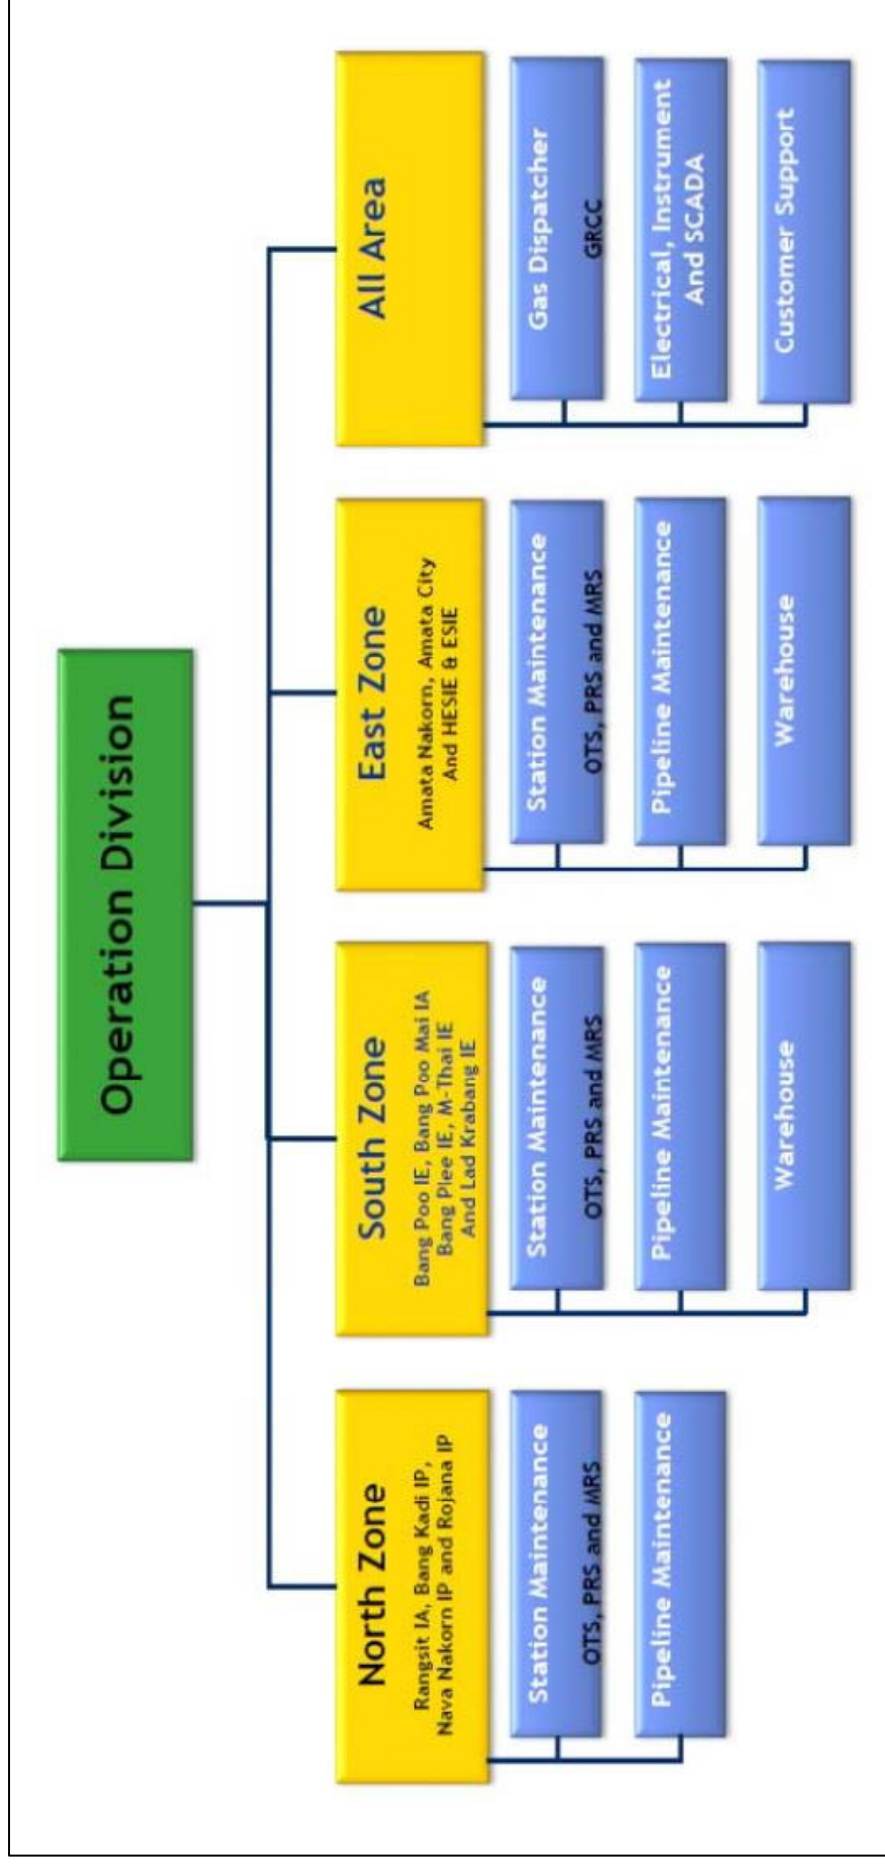 Operation Division
North Zone
Rangsit IA, Bang Kadi IP,
Nava Nakorn IP and Rojana IP
Station Maintenance
OTS, PRS and MRS
Pipeline Maintenance
South Zone
Bang Poo IE, Bang Poo Mai IA
Bang Plee IE, M-Thai IE
And Lad Krabang IE
Station Maintenance
OTS, PRS and MRS
Pipeline Maintenance
Warehouse
East Zone
Amata Nakorn, Amata City
And HESIE & ESIE
Station Maintenance
OTS, PRS and MRS
Pipeline Maintenance
Warehouse
All Area
Gas Dispatcher
GRCC
Electrical, Instrument
And SCADA
Customer Support